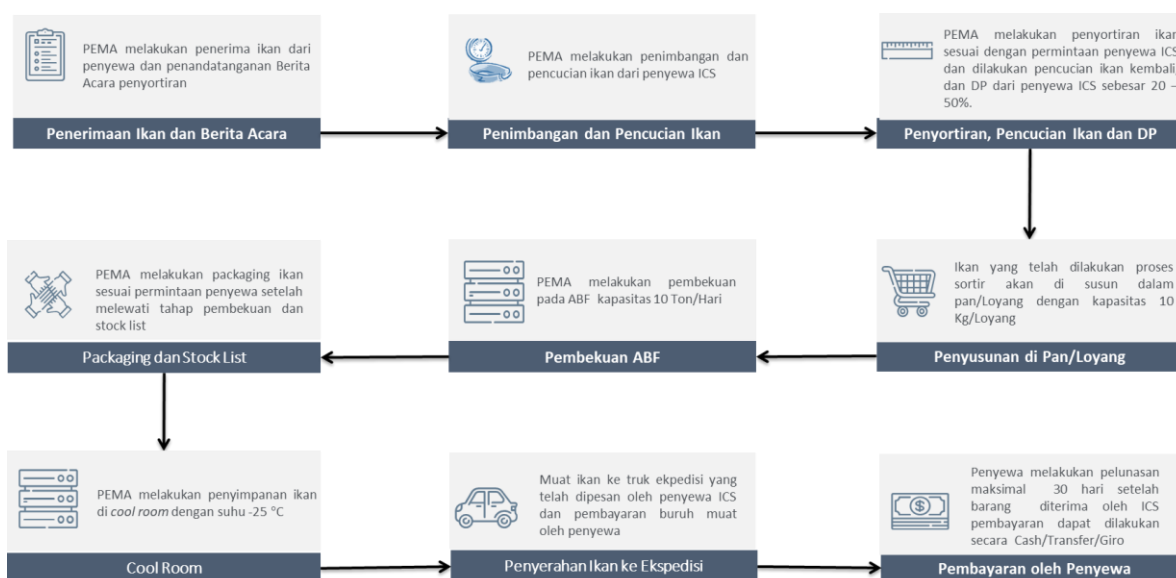 PEMA melakukan penerima ikan dari
penyewa dan penandatanganan Berita
Acara penyortiran
Penerimaan Ikan dan Berita Acara
PEMA melakukan penimbangan dan
pencucian ikan dari penyewa ICS
Penimbangan dan Pencucian Ikan
PEMA melakukan penyortiran ikan
sesuai dengan permintaan penyewa ICS
dan dilakukan pencucian ikan kembali,
dan DP dari penyewa ICS sebesar 20 –
50%.
Penyortiran, Pencucian Ikan dan DP
Ikan yang telah dilakukan proses
sortir akan di susun dalam
pan/Loyang dengan kapasitas 10
Kg/Loyang
Penyusunan di Pan/Loyang
PEMA melakukan pembekuan
pada ABF kapasitas 10 Ton/Hari
Pembekuan ABF
PEMA melakukan packaging ikan
sesuai permintaan penyewa setelah
melewati tahap pembekuan dan
stock list
Packaging dan Stock List
PEMA melakukan penyimpanan ikan
di cool room dengan suhu -25 °C
Cool Room
Muat ikan ke truk ekpedisi yang
telah dipesan oleh penyewa ICS
dan pembayaran buruh muat
oleh penyewa
Penyerahan Ikan ke Ekspedisi
Penyewa melakukan pelunasan
maksimal 30 hari setelah
barang diterima oleh ICS
pembayaran dapat dilakukan
secara Cash/Transfer/Giro
Pembayaran oleh Penyewa